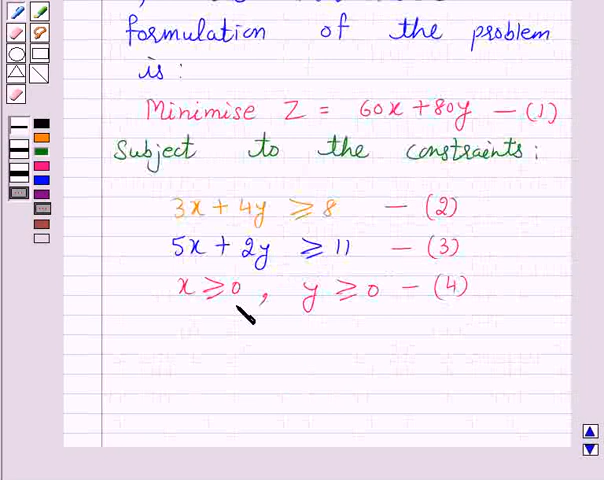 formulation of the problem
is:
Minimise Z = 60x + 80y — (1)
Subject to the constraints:
3x + 4y ⩾ 8 — (2)
5x + 2y ⩾ 11 — (3)
x ⩾ 0, y ⩾ 0 — (4)